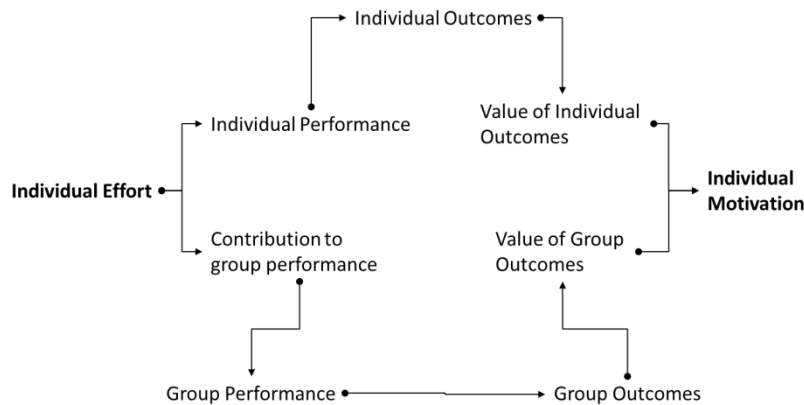 Individual Outcomes
Individual Performance
Value of Individual
Outcomes
Individual Effort
Individual
Motivation
Contribution to
group performance
Value of Group
Outcomes
Group Performance
Group Outcomes